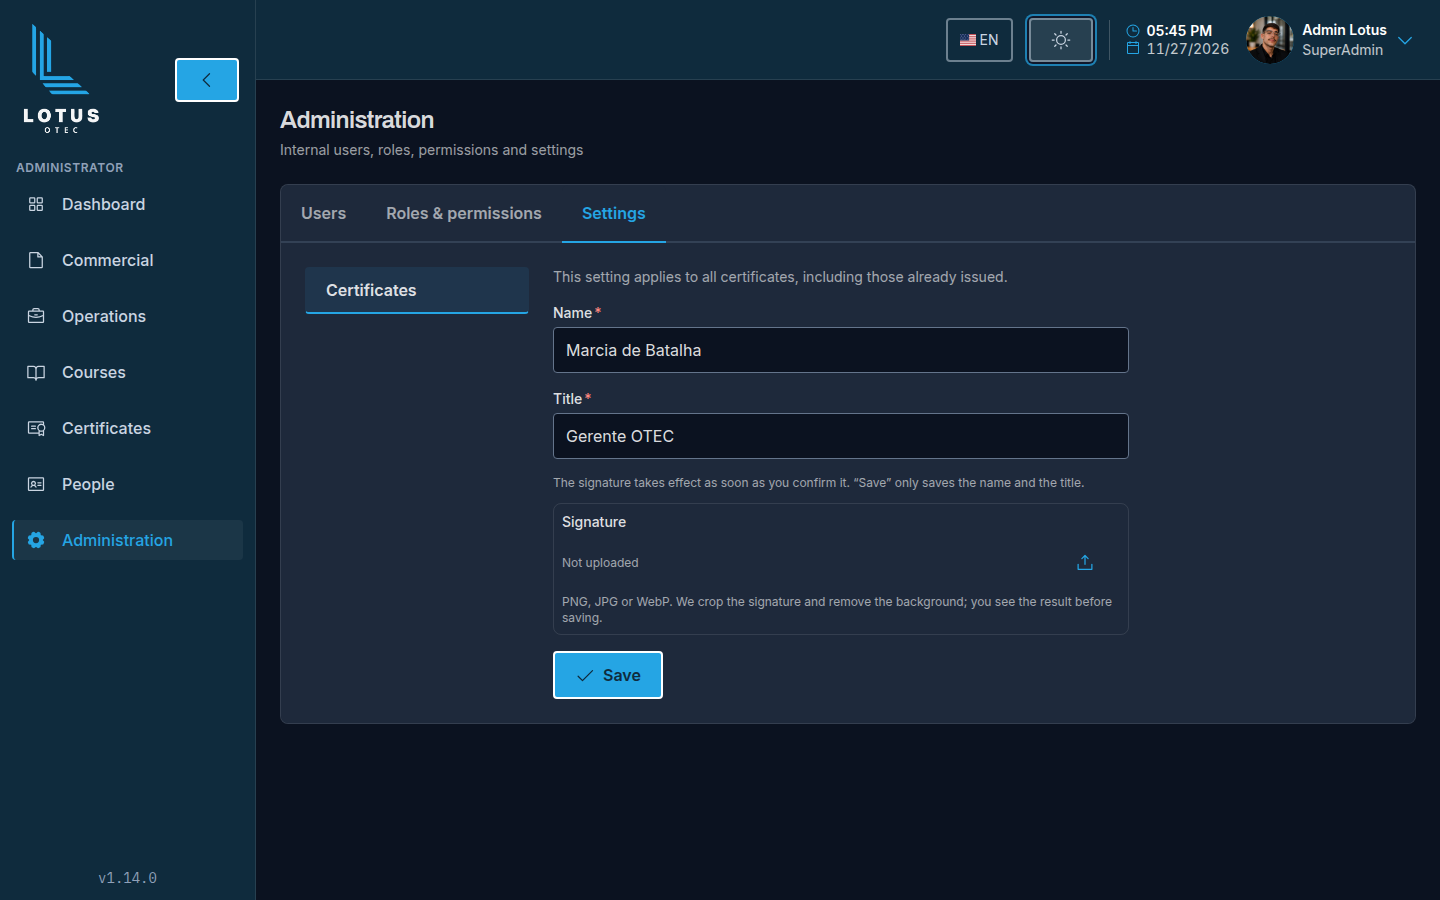 LOTUS
OTEC
EN
05:45 PM
11/27/2026
Admin Lotus
SuperAdmin
ADMINISTRATOR
Dashboard
Commercial
Operations
Courses
Certificates
People
Administration
v1.14.0
Administration
Internal users, roles, permissions and settings
Users
Roles & permissions
Settings
Certificates
This setting applies to all certificates, including those already issued.
Name*
Marcia de Batalha
Title*
Gerente OTEC
The signature takes effect as soon as you confirm it. “Save” only saves the name and the title.
Signature
Not uploaded
PNG, JPG or WebP. We crop the signature and remove the background; you see the result before
saving.
Save